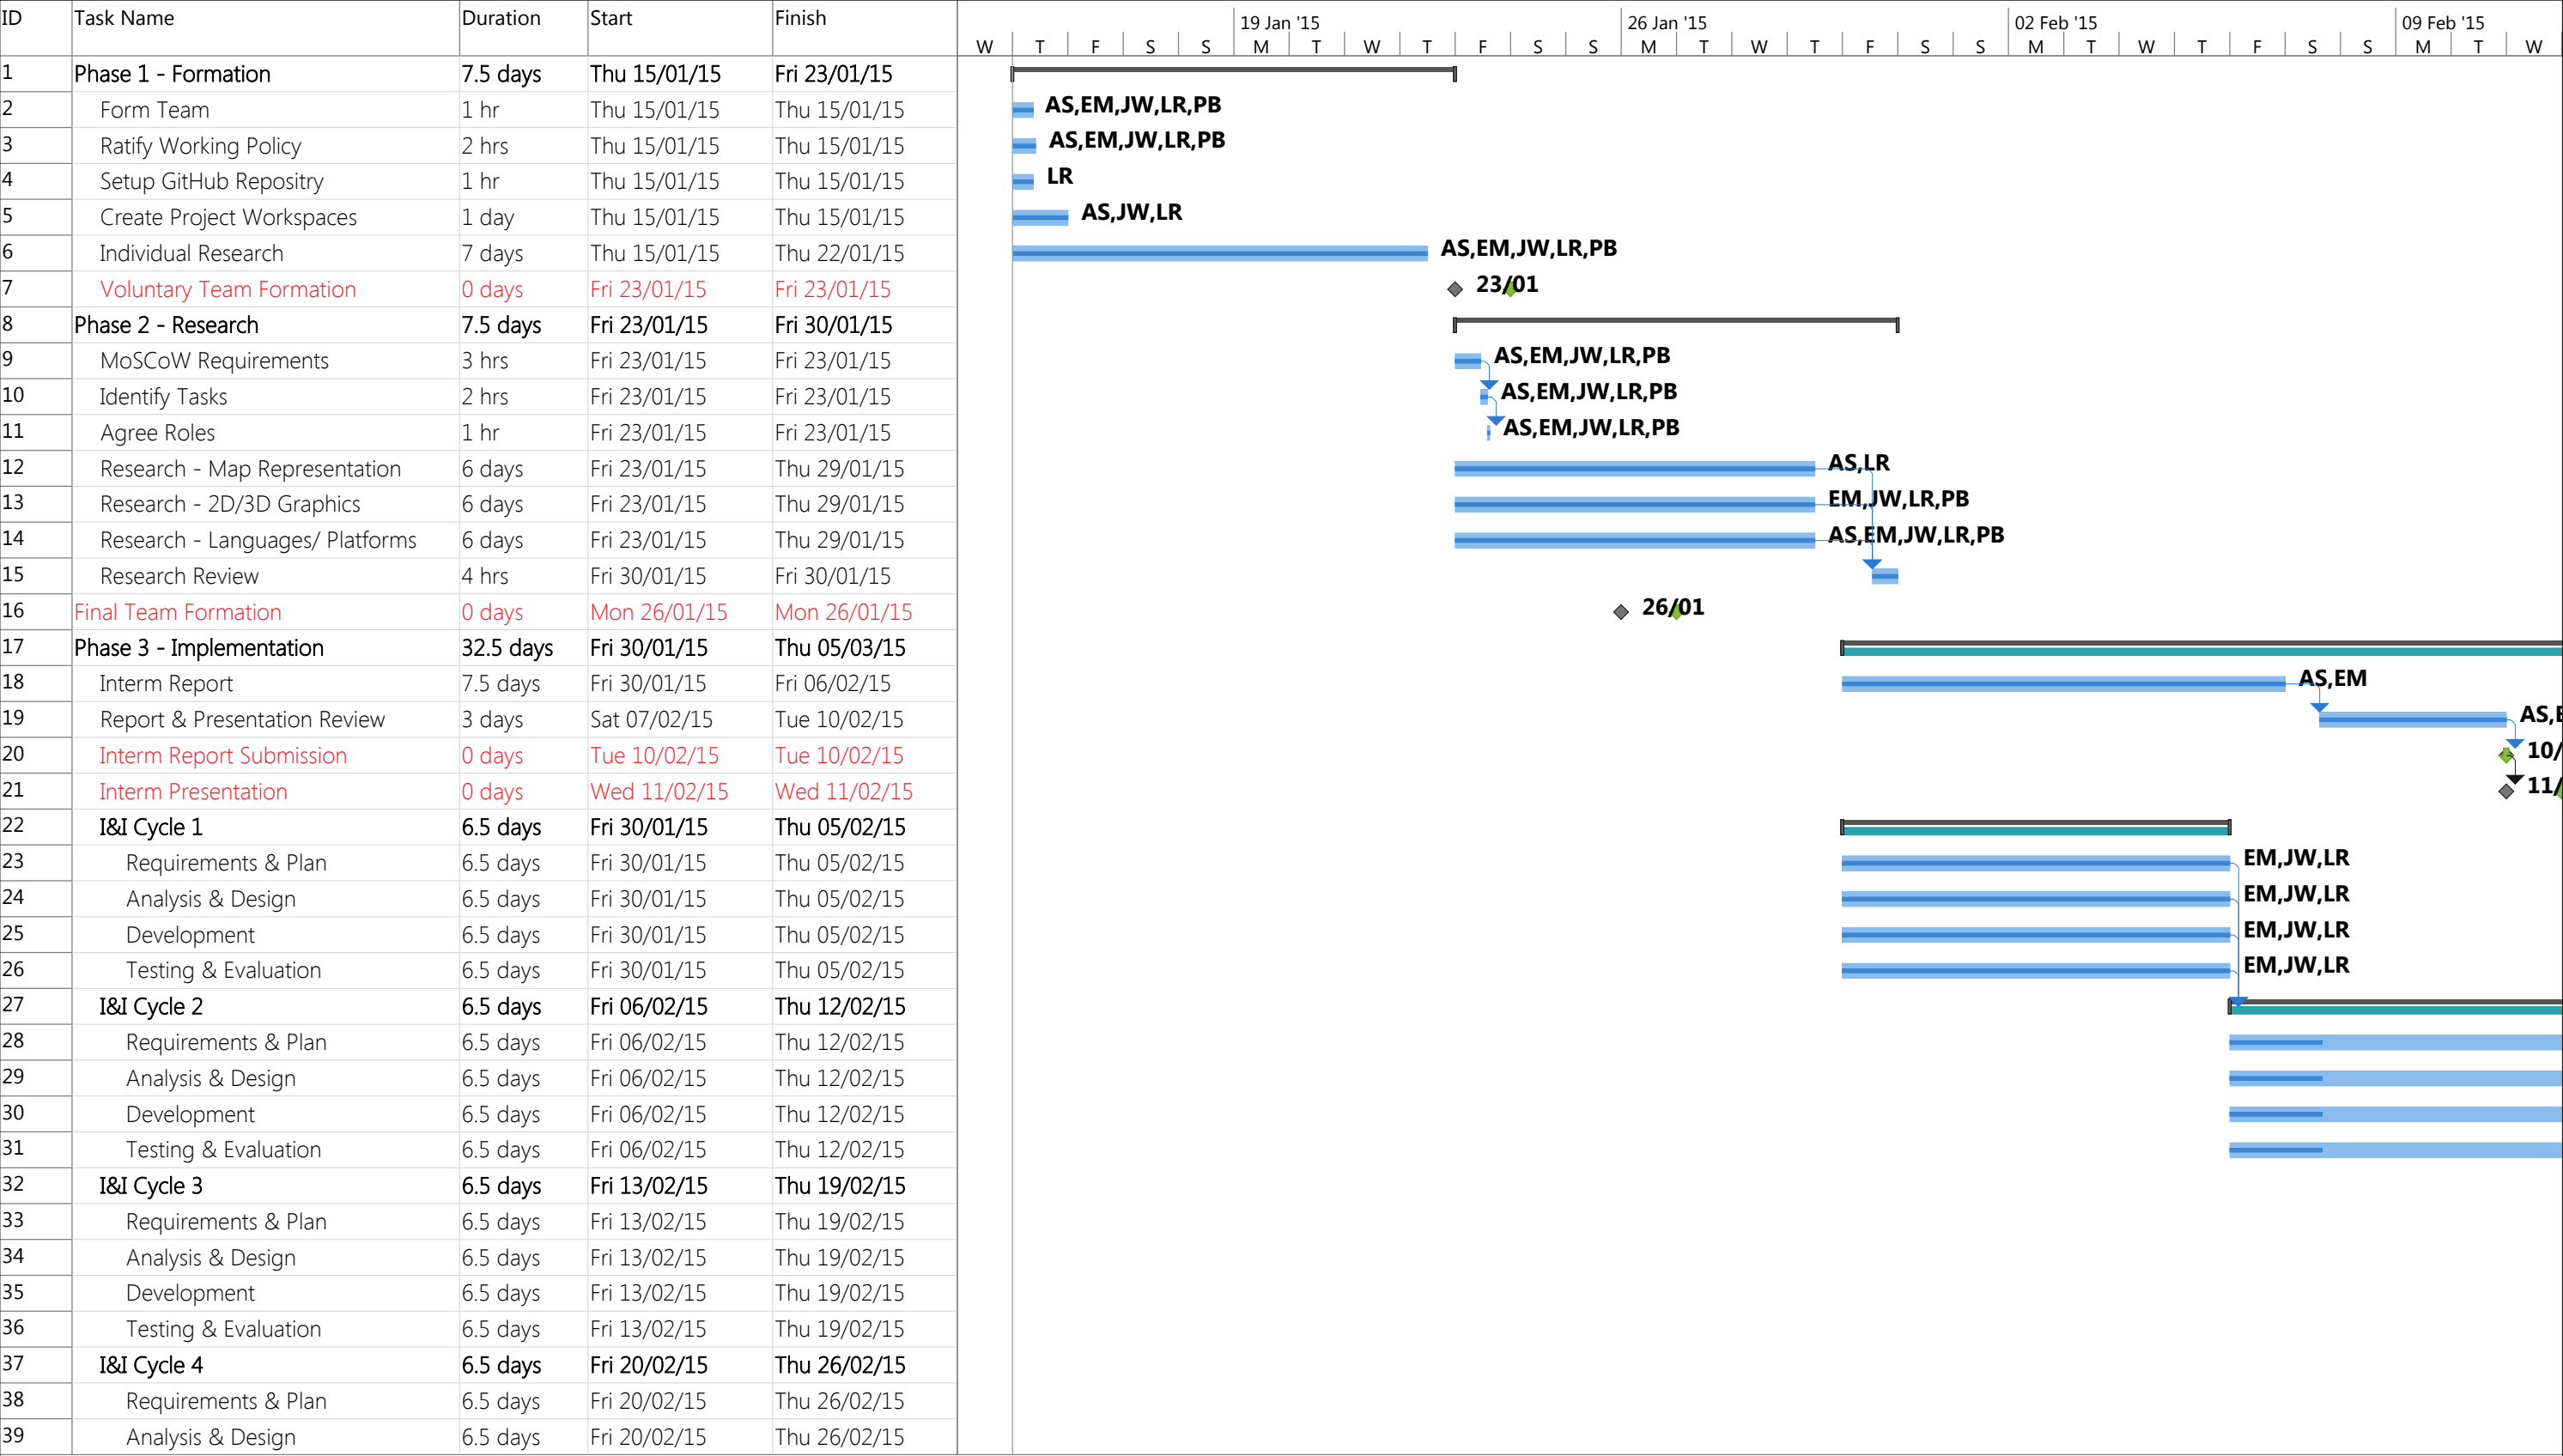 ID Task Name Duration Start Finish 19 Jan '15 26 Jan '15 02 Feb '15 09 Feb '15
W T F S S M T W T F S S M T W T F S S M T W T F S S M T W
1 Phase 1 - Formation 7.5 days Thu 15/01/15 Fri 23/01/15
2 Form Team 1 hr Thu 15/01/15 Thu 15/01/15 AS,EM,JW,LR,PB
3 Ratify Working Policy 2 hrs Thu 15/01/15 Thu 15/01/15 AS,EM,JW,LR,PB
4 Setup GitHub Repositry 1 hr Thu 15/01/15 Thu 15/01/15 LR
5 Create Project Workspaces 1 day Thu 15/01/15 Thu 15/01/15 AS,JW,LR
6 Individual Research 7 days Thu 15/01/15 Thu 22/01/15 AS,EM,JW,LR,PB
7 Voluntary Team Formation 0 days Fri 23/01/15 Fri 23/01/15 23/01
8 Phase 2 - Research 7.5 days Fri 23/01/15 Fri 30/01/15
9 MoSCoW Requirements 3 hrs Fri 23/01/15 Fri 23/01/15 AS,EM,JW,LR,PB
10 Identify Tasks 2 hrs Fri 23/01/15 Fri 23/01/15 AS,EM,JW,LR,PB
11 Agree Roles 1 hr Fri 23/01/15 Fri 23/01/15 AS,EM,JW,LR,PB
12 Research - Map Representation 6 days Fri 23/01/15 Thu 29/01/15 AS,LR
13 Research - 2D/3D Graphics 6 days Fri 23/01/15 Thu 29/01/15 EM,JW,LR,PB
14 Research - Languages/ Platforms 6 days Fri 23/01/15 Thu 29/01/15 AS,EM,JW,LR,PB
15 Research Review 4 hrs Fri 30/01/15 Fri 30/01/15
16 Final Team Formation 0 days Mon 26/01/15 Mon 26/01/15 26/01
17 Phase 3 - Implementation 32.5 days Fri 30/01/15 Thu 05/03/15
18 Interm Report 7.5 days Fri 30/01/15 Fri 06/02/15 AS,EM
19 Report & Presentation Review 3 days Sat 07/02/15 Tue 10/02/15 AS,E
20 Interm Report Submission 0 days Tue 10/02/15 Tue 10/02/15 10/
21 Interm Presentation 0 days Wed 11/02/15 Wed 11/02/15 11/
22 I&I Cycle 1 6.5 days Fri 30/01/15 Thu 05/02/15
23 Requirements & Plan 6.5 days Fri 30/01/15 Thu 05/02/15 EM,JW,LR
24 Analysis & Design 6.5 days Fri 30/01/15 Thu 05/02/15 EM,JW,LR
25 Development 6.5 days Fri 30/01/15 Thu 05/02/15 EM,JW,LR
26 Testing & Evaluation 6.5 days Fri 30/01/15 Thu 05/02/15 EM,JW,LR
27 I&I Cycle 2 6.5 days Fri 06/02/15 Thu 12/02/15
28 Requirements & Plan 6.5 days Fri 06/02/15 Thu 12/02/15
29 Analysis & Design 6.5 days Fri 06/02/15 Thu 12/02/15
30 Development 6.5 days Fri 06/02/15 Thu 12/02/15
31 Testing & Evaluation 6.5 days Fri 06/02/15 Thu 12/02/15
32 I&I Cycle 3 6.5 days Fri 13/02/15 Thu 19/02/15
33 Requirements & Plan 6.5 days Fri 13/02/15 Thu 19/02/15
34 Analysis & Design 6.5 days Fri 13/02/15 Thu 19/02/15
35 Development 6.5 days Fri 13/02/15 Thu 19/02/15
36 Testing & Evaluation 6.5 days Fri 13/02/15 Thu 19/02/15
37 I&I Cycle 4 6.5 days Fri 20/02/15 Thu 26/02/15
38 Requirements & Plan 6.5 days Fri 20/02/15 Thu 26/02/15
39 Analysis & Design 6.5 days Fri 20/02/15 Thu 26/02/15